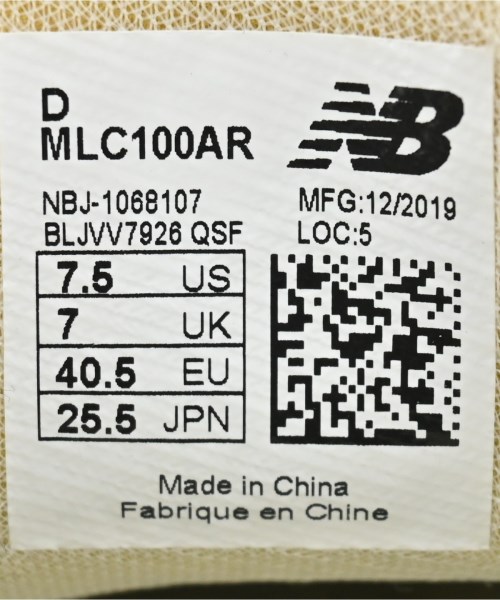 D
MLC100AR
NB
NBJ-1068107
BLJVV7926 QSF
MFG:12/2019
LOC:5
7.5 US
7 UK
40.5 EU
25.5 JPN
Made in China
Fabrique en Chine